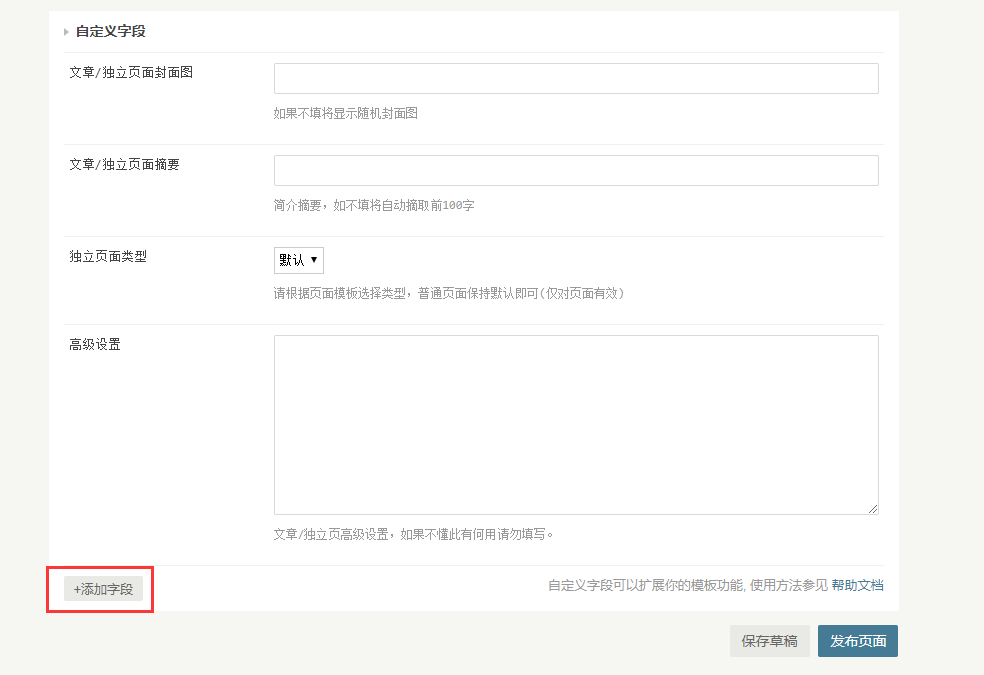 自定义字段
文章/独立页面封面图
如果不填将显示随机封面图
文章/独立页面摘要
简介摘要，如不填将自动摘取前100字
独立页面类型
默认
请根据页面模板选择类型，普通页面保持默认即可(仅对页面有效)
高级设置
文章/独立页高级设置，如果不懂此有何用请勿填写。
+添加字段
自定义字段可以扩展你的模板功能, 使用方法参见 帮助文档
保存草稿
发布页面